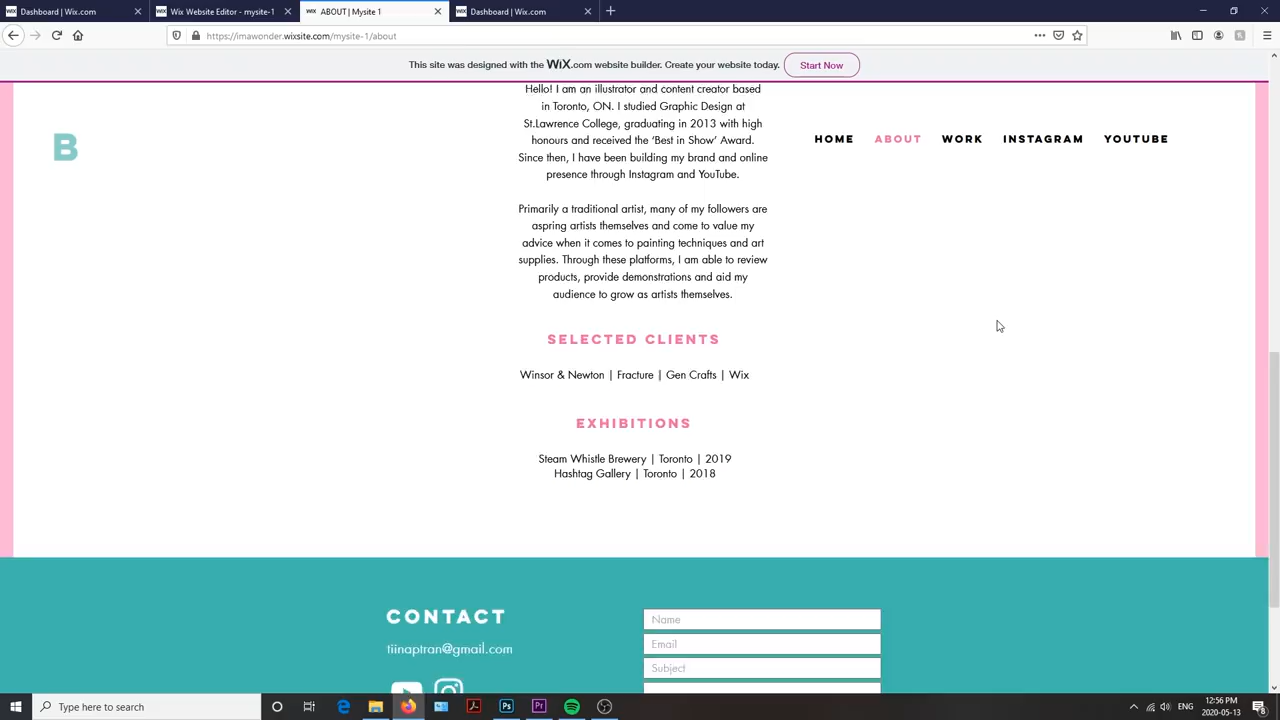 Dashboard | Wix.com
Wix Website Editor - mysite-1
ABOUT | Mysite 1
Dashboard | Wix.com
https://imawonder.wixsite.com/mysite-1/about
This site was designed with the WiX.com website builder. Create your website today.
Start Now
B
HOME
ABOUT
WORK
INSTAGRAM
YOUTUBE
Hello! I am an illustrator and content creator based
in Toronto, ON. I studied Graphic Design at
St.Lawrence College, graduating in 2013 with high
honours and received the ‘Best in Show’ Award.
Since then, I have been building my brand and online
presence through Instagram and YouTube.
Primarily a traditional artist, many of my followers are
aspring artists themselves and come to value my
advice when it comes to painting techniques and art
supplies. Through these platforms, I am able to review
products, provide demonstrations and aid my
audience to grow as artists themselves.
SELECTED CLIENTS
Winsor & Newton | Fracture | Gen Crafts | Wix
EXHIBITIONS
Steam Whistle Brewery | Toronto | 2019
Hashtag Gallery | Toronto | 2018
CONTACT
tiinaptran@gmail.com
Name
Email
Subject
Type here to search
ENG
12:56 PM
2020-05-13